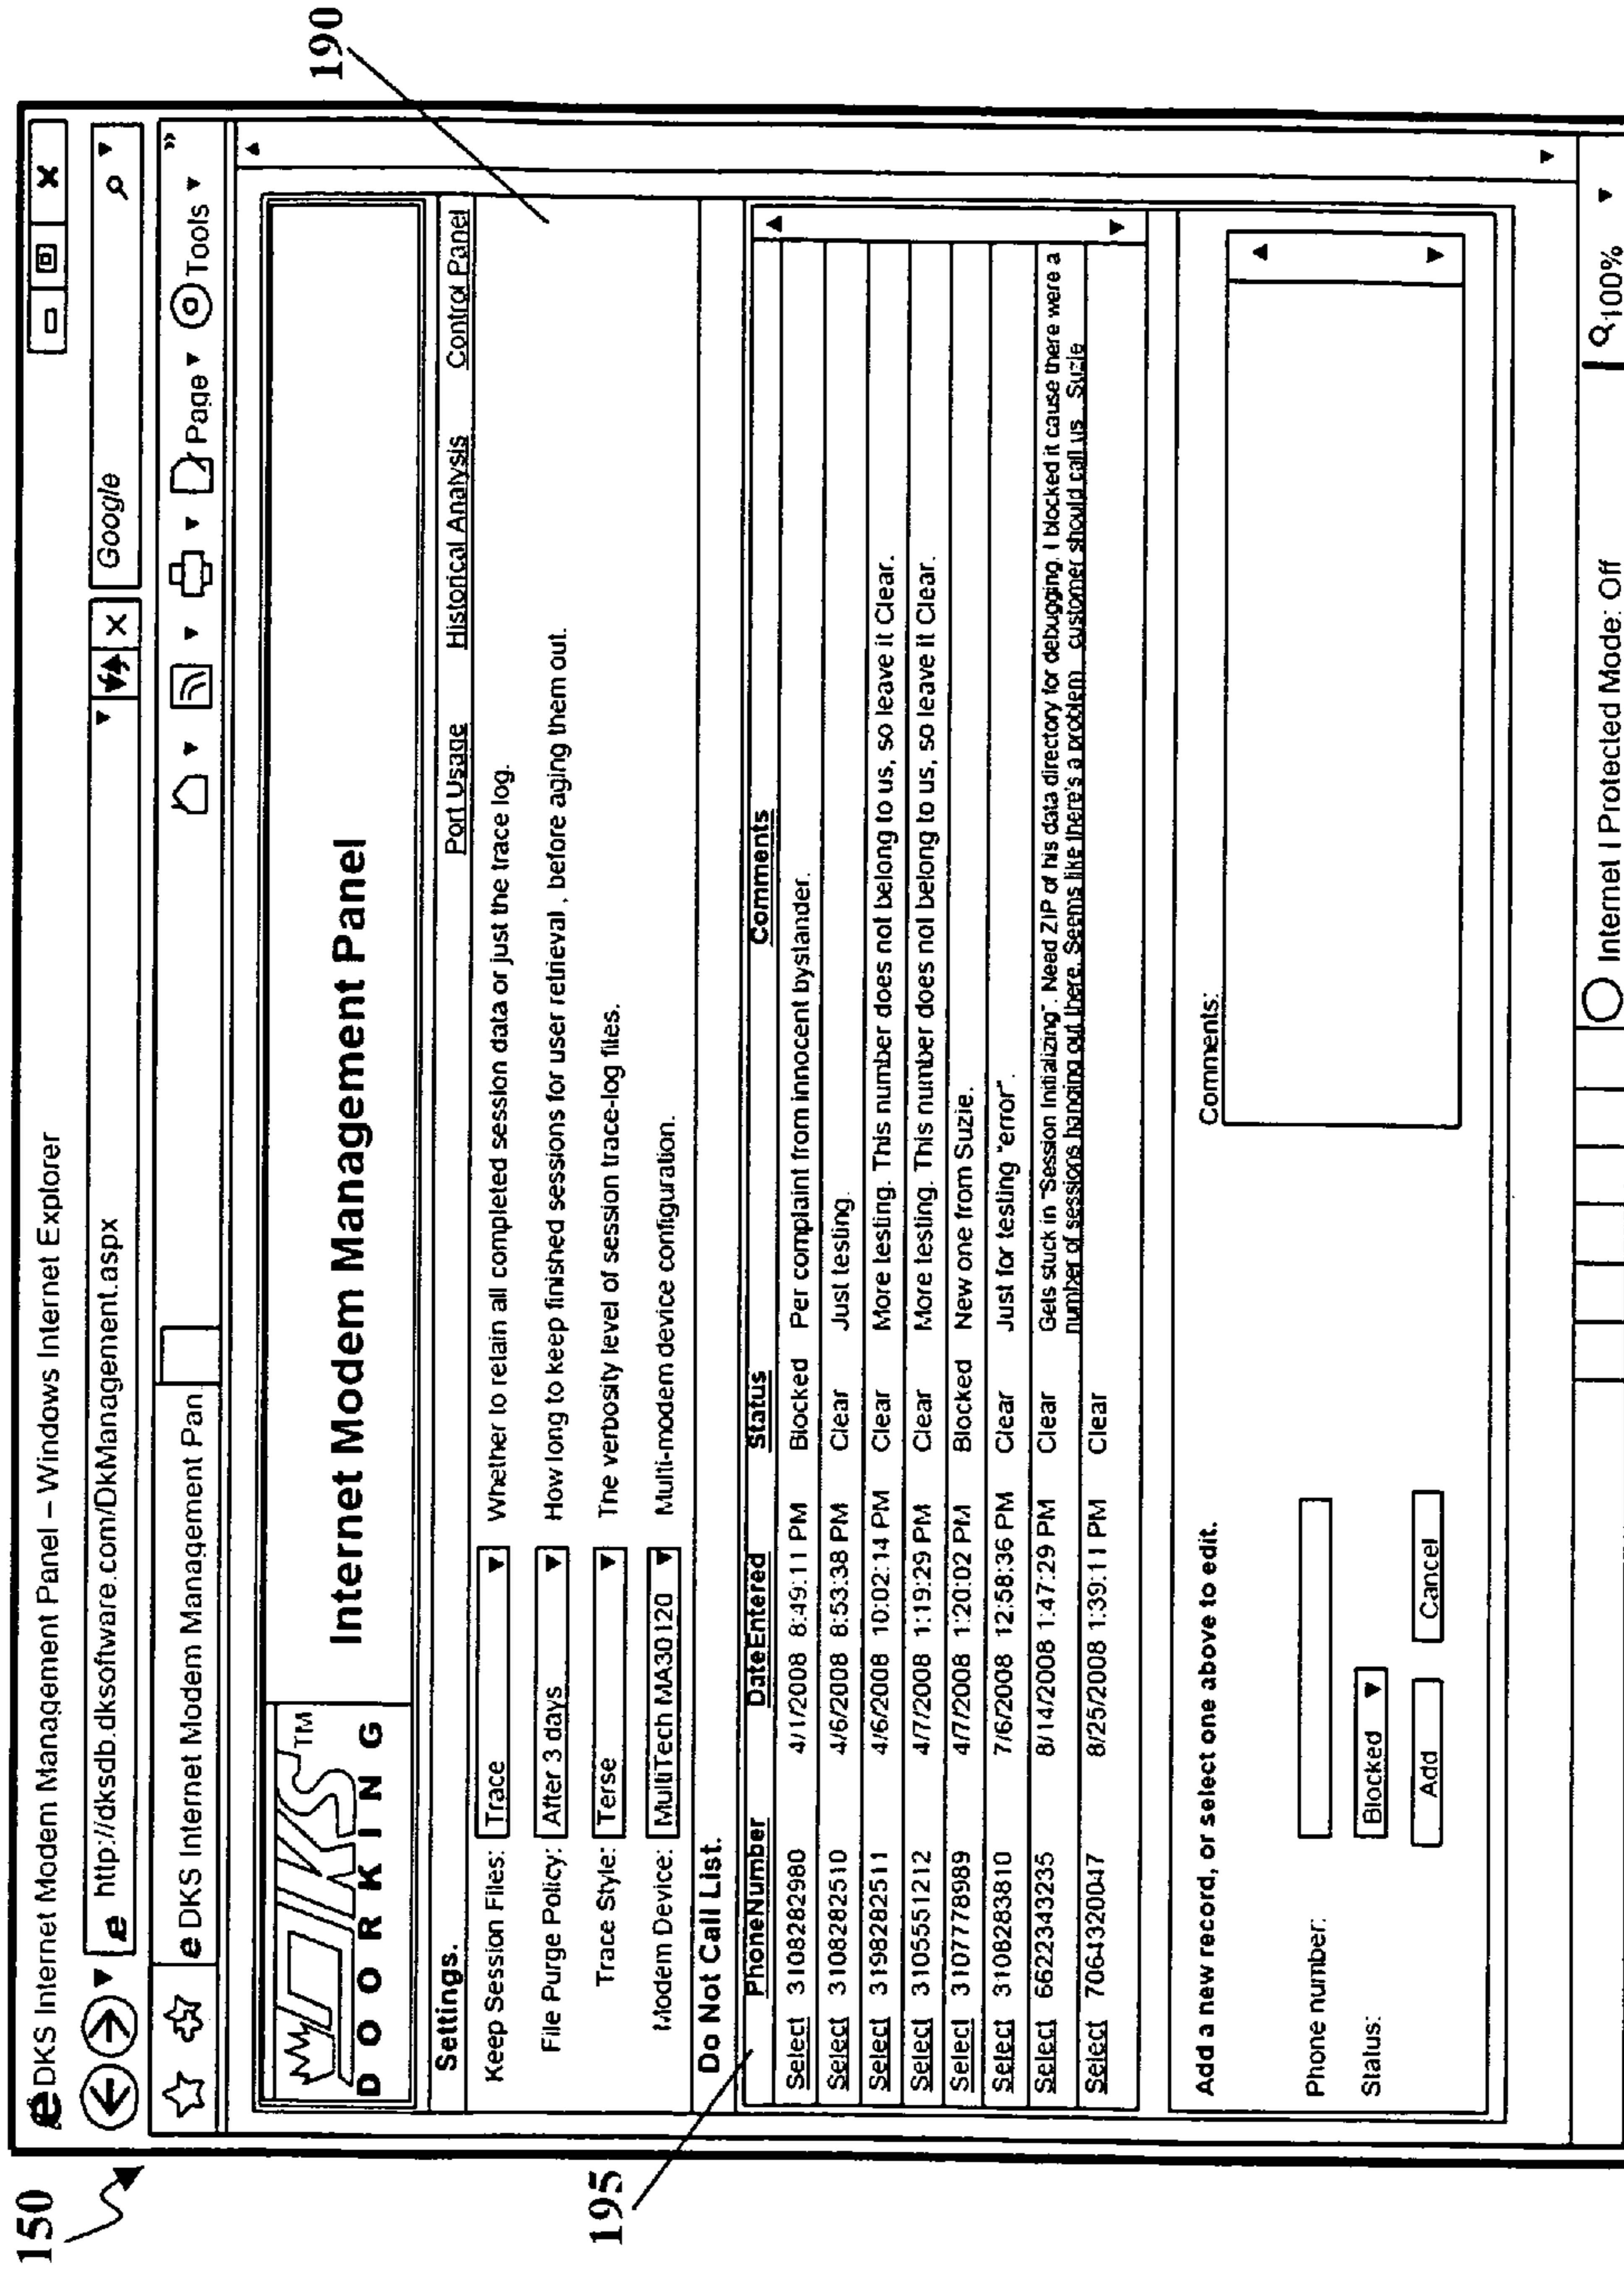 150
190
195
DKS Internet Modem Management Panel – Windows Internet Explorer
http://dksdb.dksoftware.com/DkManagement.aspx
Google
DKS Internet Modem Management Pan
Page
Tools
»
DKS TM
DOORKING
Internet Modem Management Panel
Settings.
Port Usage Historical Analysis Control Panel
Keep Session Files: Trace Whether to retain all completed session data or just the trace log.
File Purge Policy: After 3 days How long to keep finished sessions for user retrieval , before aging them out.
Trace Style: Terse The verbosity level of session trace-log files.
Modem Device: MultiTech MA30120 Multi-modem device configuration.
Do Not Call List.
PhoneNumber DateEntered Status Comments
Select 3108282980 4/1/2008 8:49:11 PM Blocked Per complaint from innocent bystander.
Select 3108282510 4/6/2008 8:53:38 PM Clear Just testing.
Select 3198282511 4/6/2008 10:02:14 PM Clear More testing. This number does not belong to us, so leave it Clear.
Select 3105551212 4/7/2008 1:19:29 PM Clear More testing. This number does not belong to us, so leave it Clear.
Select 3107778989 4/7/2008 1:20:02 PM Blocked New one from Suzie.
Select 3108283810 7/6/2008 12:58:36 PM Clear Just for testing "error".
Select 6622343235 8/14/2008 1:47:29 PM Clear Gets stuck in "Session Initializing". Need ZIP of his data directory for debugging. I blocked it cause there were a
number of sessions hanging out there. Seems like there's a problem. customer should call us. Suzie
Select 7064320047 8/25/2008 1:39:11 PM Clear
Add a new record, or select one above to edit.
Comments:
Phone number:
Status: Blocked
Add Cancel
Internet I Protected Mode: Off
100%